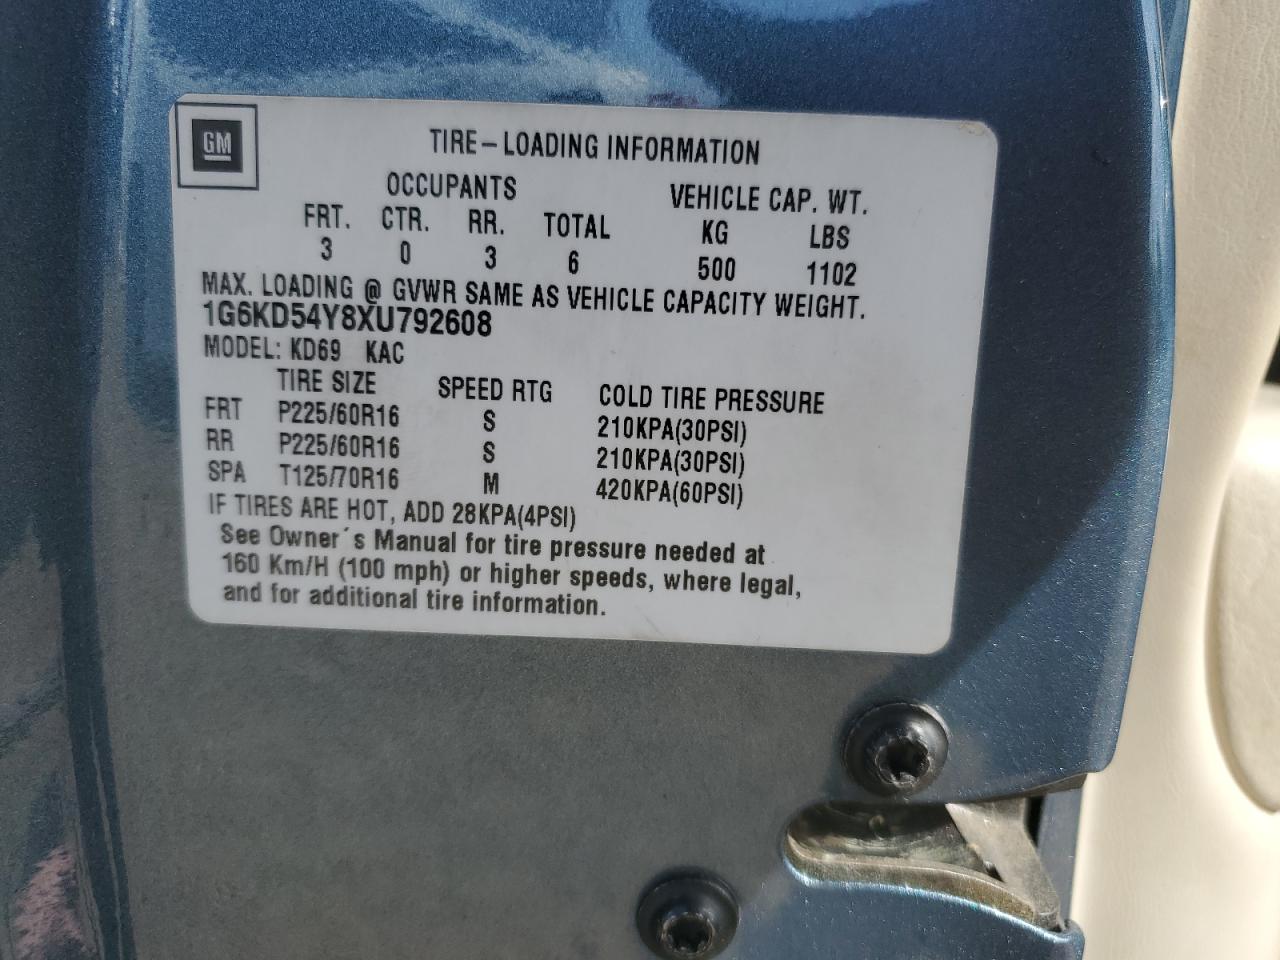 GM
TIRE-LOADING INFORMATION
OCCUPANTS VEHICLE CAP. WT.
FRT. CTR. RR. TOTAL KG LBS
3 0 3 6 500 1102
MAX. LOADING @ GVWR SAME AS VEHICLE CAPACITY WEIGHT.
1G6KD54Y8XU792608
MODEL: KD69 KAC
TIRE SIZE SPEED RTG COLD TIRE PRESSURE
FRT P225/60R16 S 210KPA(30PSI)
RR P225/60R16 S 210KPA(30PSI)
SPA T125/70R16 M 420KPA(60PSI)
IF TIRES ARE HOT, ADD 28KPA(4PSI)
See Owner´s Manual for tire pressure needed at
160 Km/H (100 mph) or higher speeds, where legal,
and for additional tire information.